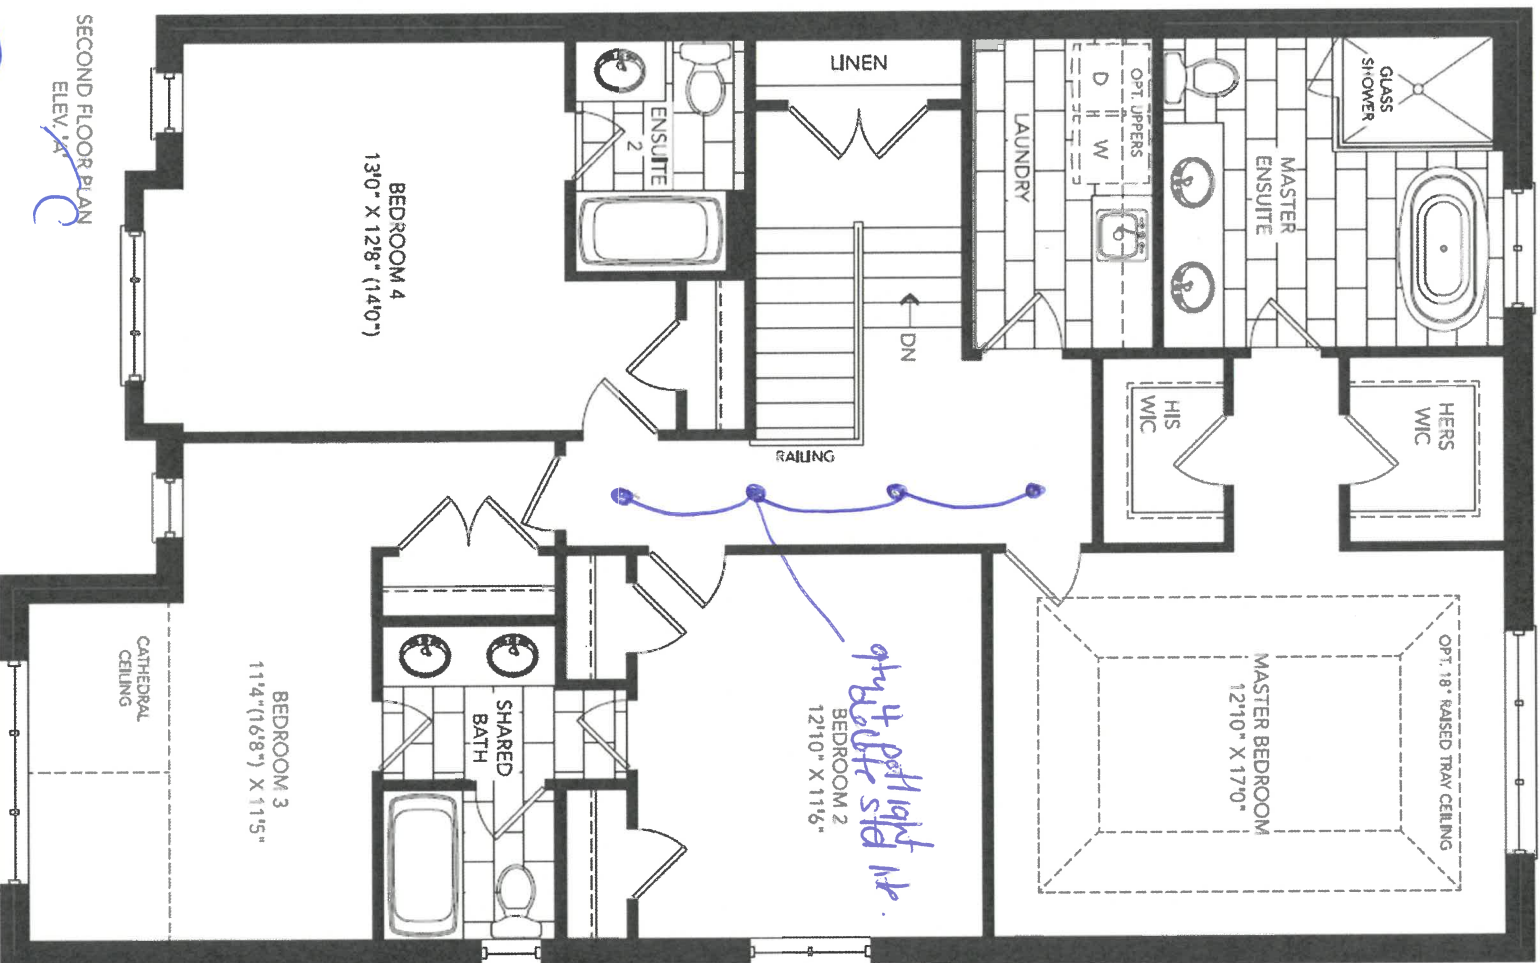 SECOND FLOOR PLAN
ELEV. 'A'
C
BEDROOM 4
13'0" X 12'8" (14'0")
ENSUITE
2
LINEN
LAUNDRY
OPT. UPPERS
D
W
GLASS
SHOWER
MASTER
ENSUITE
DN
RAILING
HIS
WIC
HERS
WIC
OPT. 18" RAISED TRAY CEILING
MASTER BEDROOM
12'10" X 17'0"
BEDROOM 2
12'10" X 11'6"
qty 4 potlight
delete std lite.
SHARED
BATH
BEDROOM 3
11'4" (16'8") X 11'5"
CATHEDRAL
CEILING